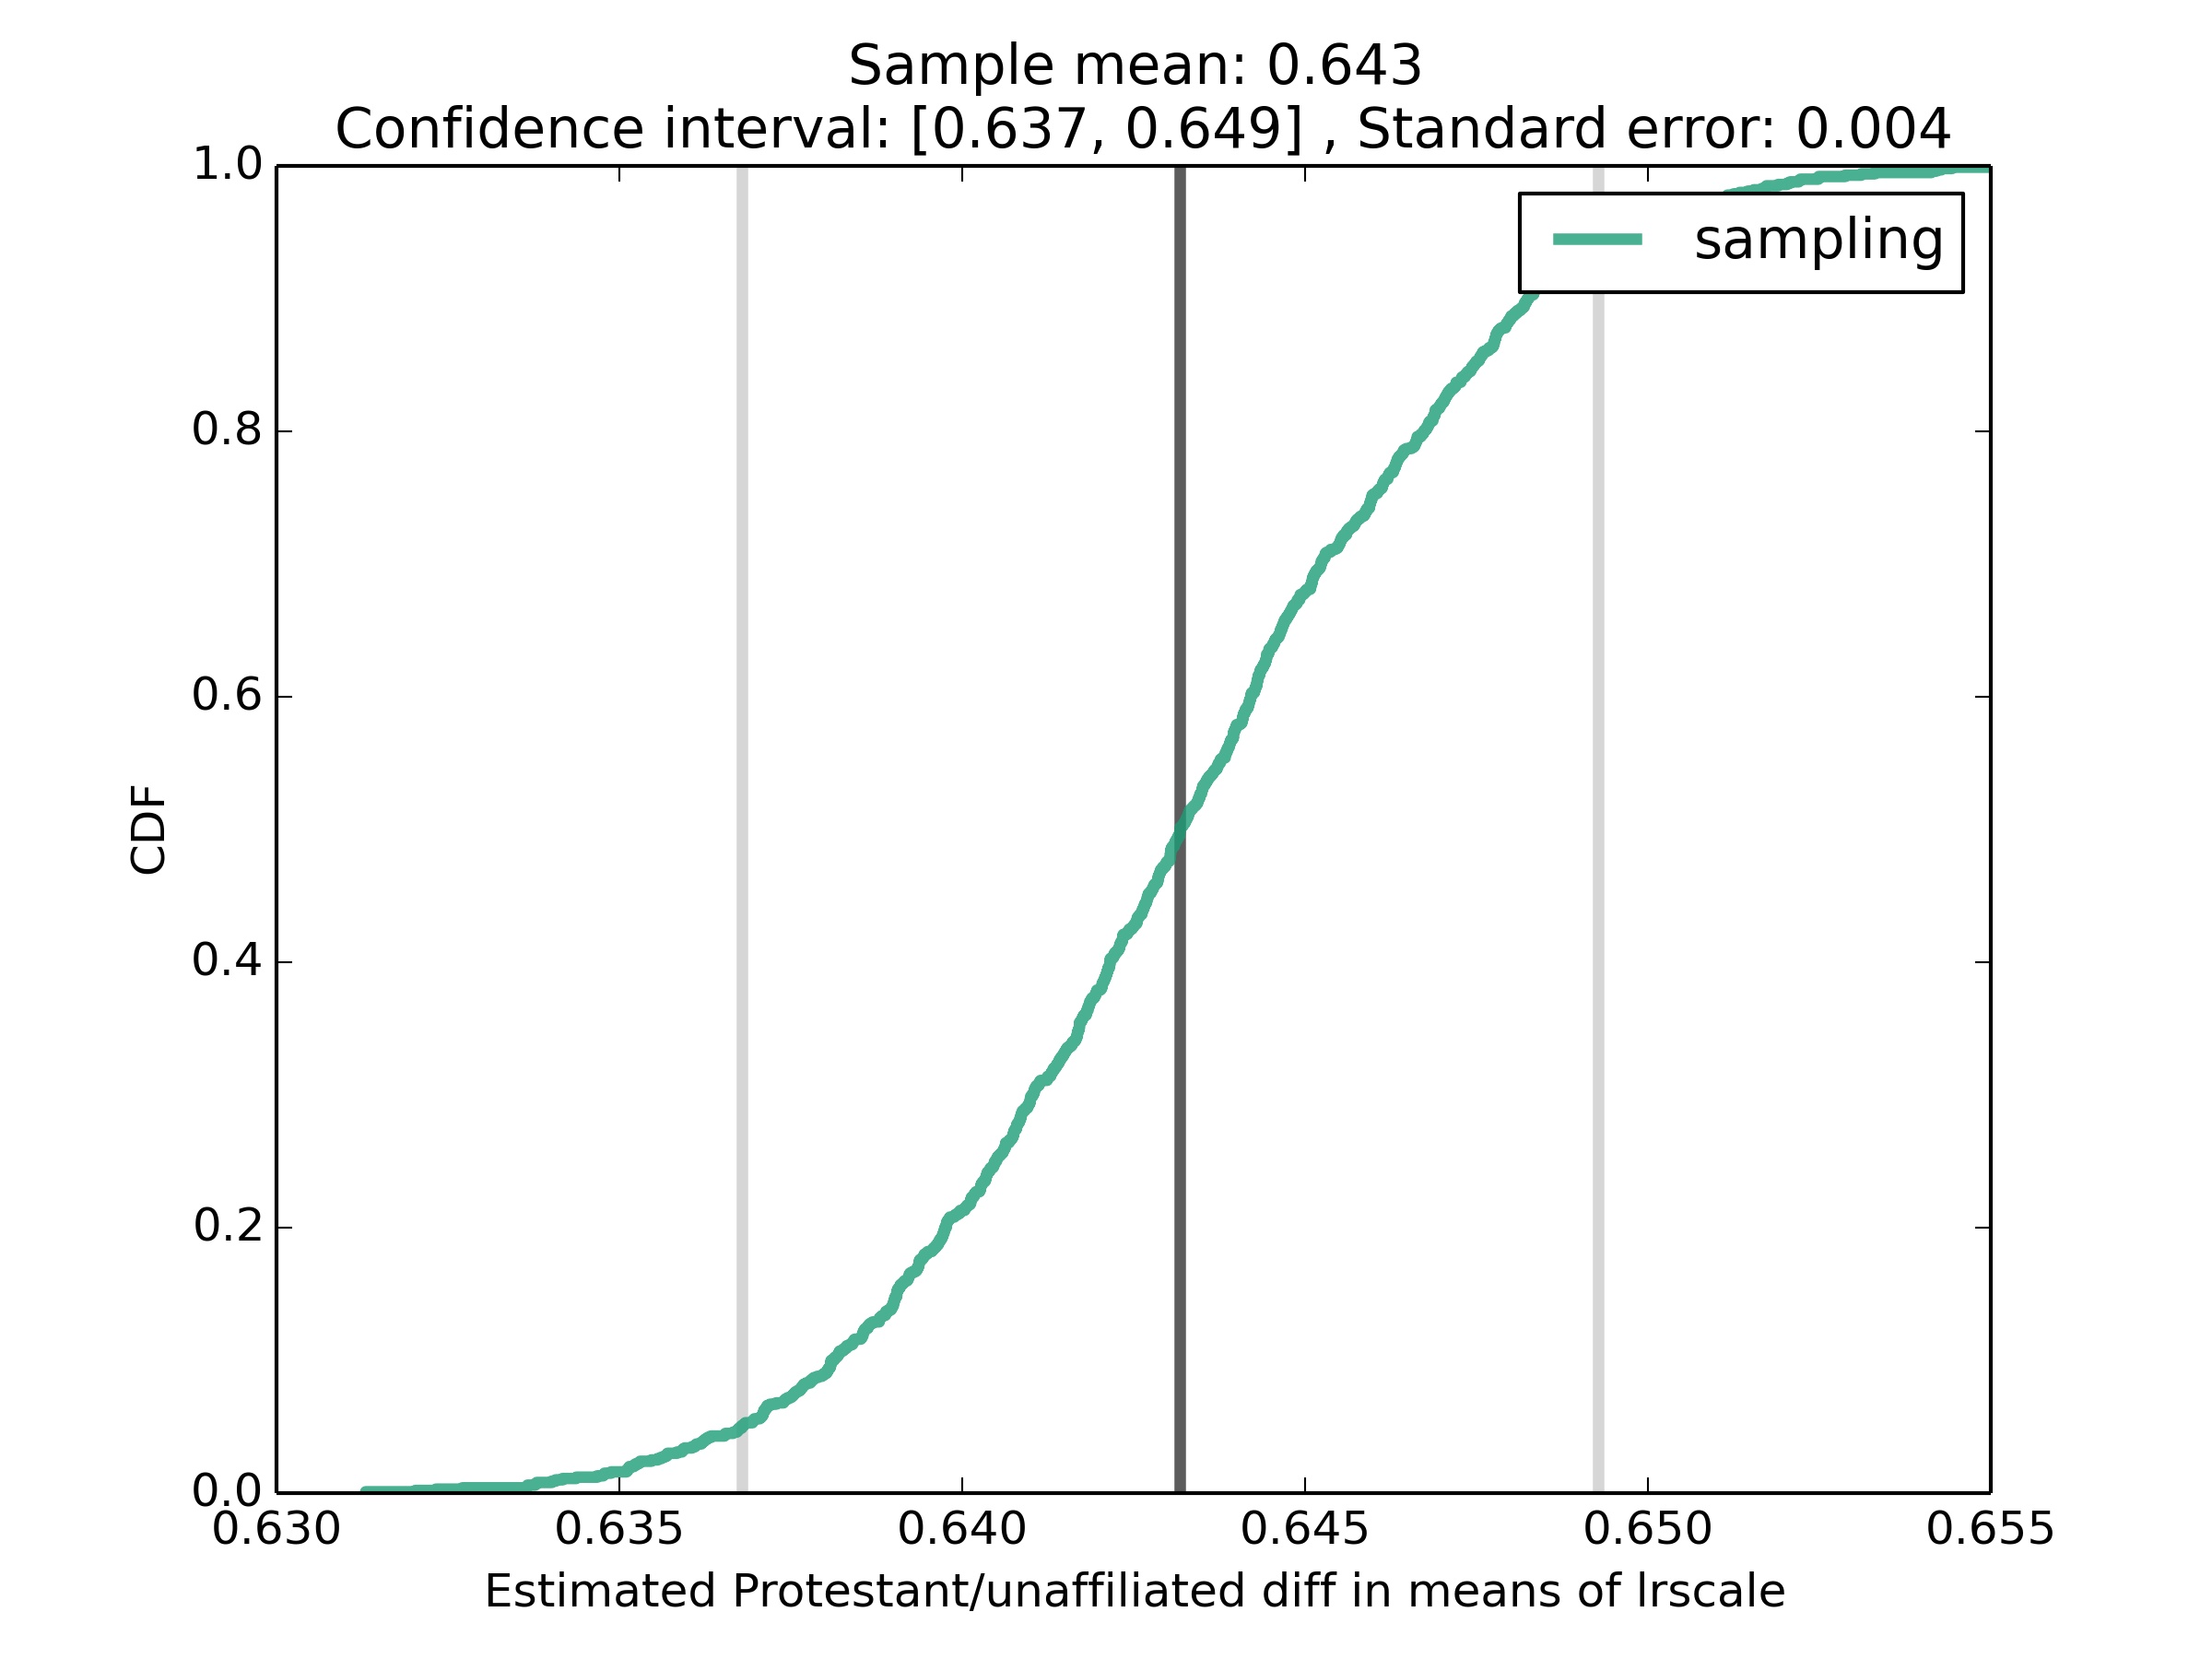 Sample mean: 0.643
Confidence interval: [0.637, 0.649] , Standard error: 0.004
sampling
1.0
0.8
0.6
0.4
0.2
0.0
CDF
0.630 0.635 0.640 0.645 0.650 0.655
Estimated Protestant/unaffiliated diff in means of lrscale